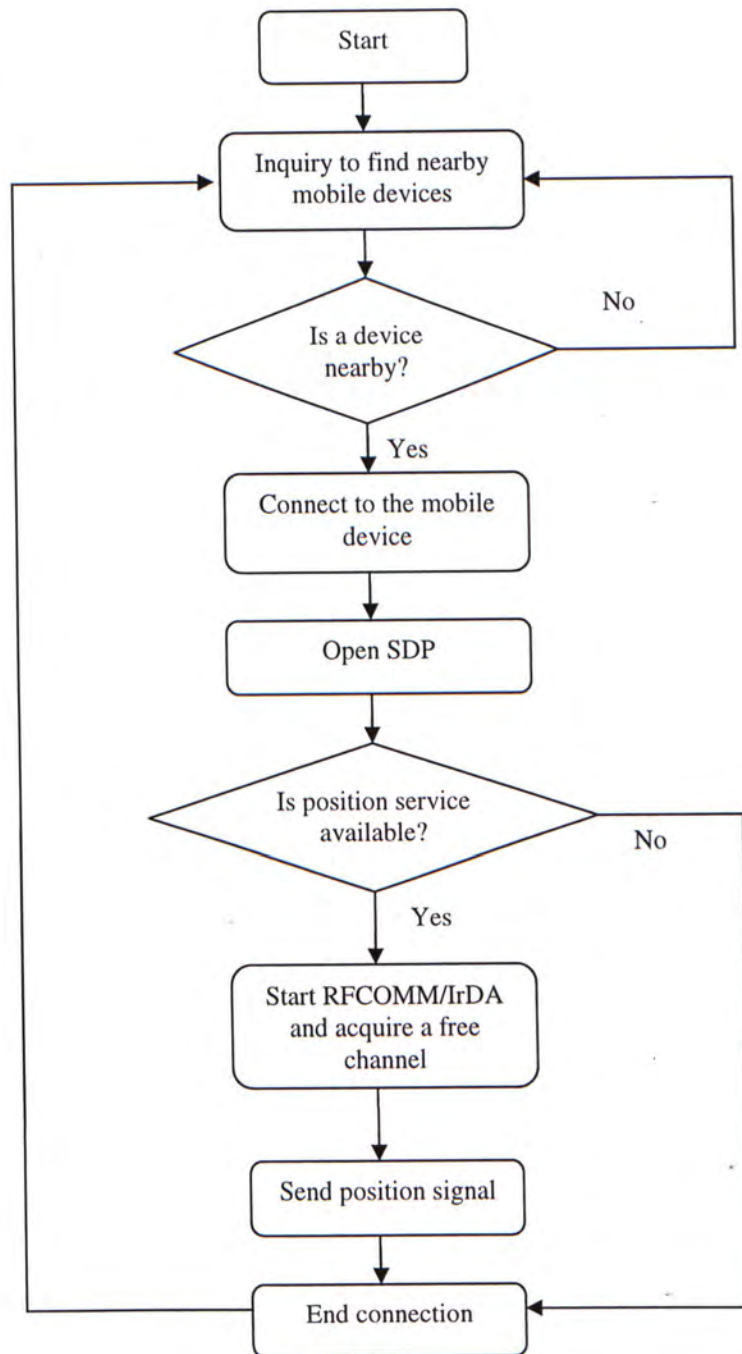 Start
Inquiry to find nearby
mobile devices
Is a device
nearby?
No
Yes
Connect to the mobile
device
Open SDP
Is position service
available?
No
Yes
Start RFCOMM/IrDA
and acquire a free
channel
Send position signal
End connection